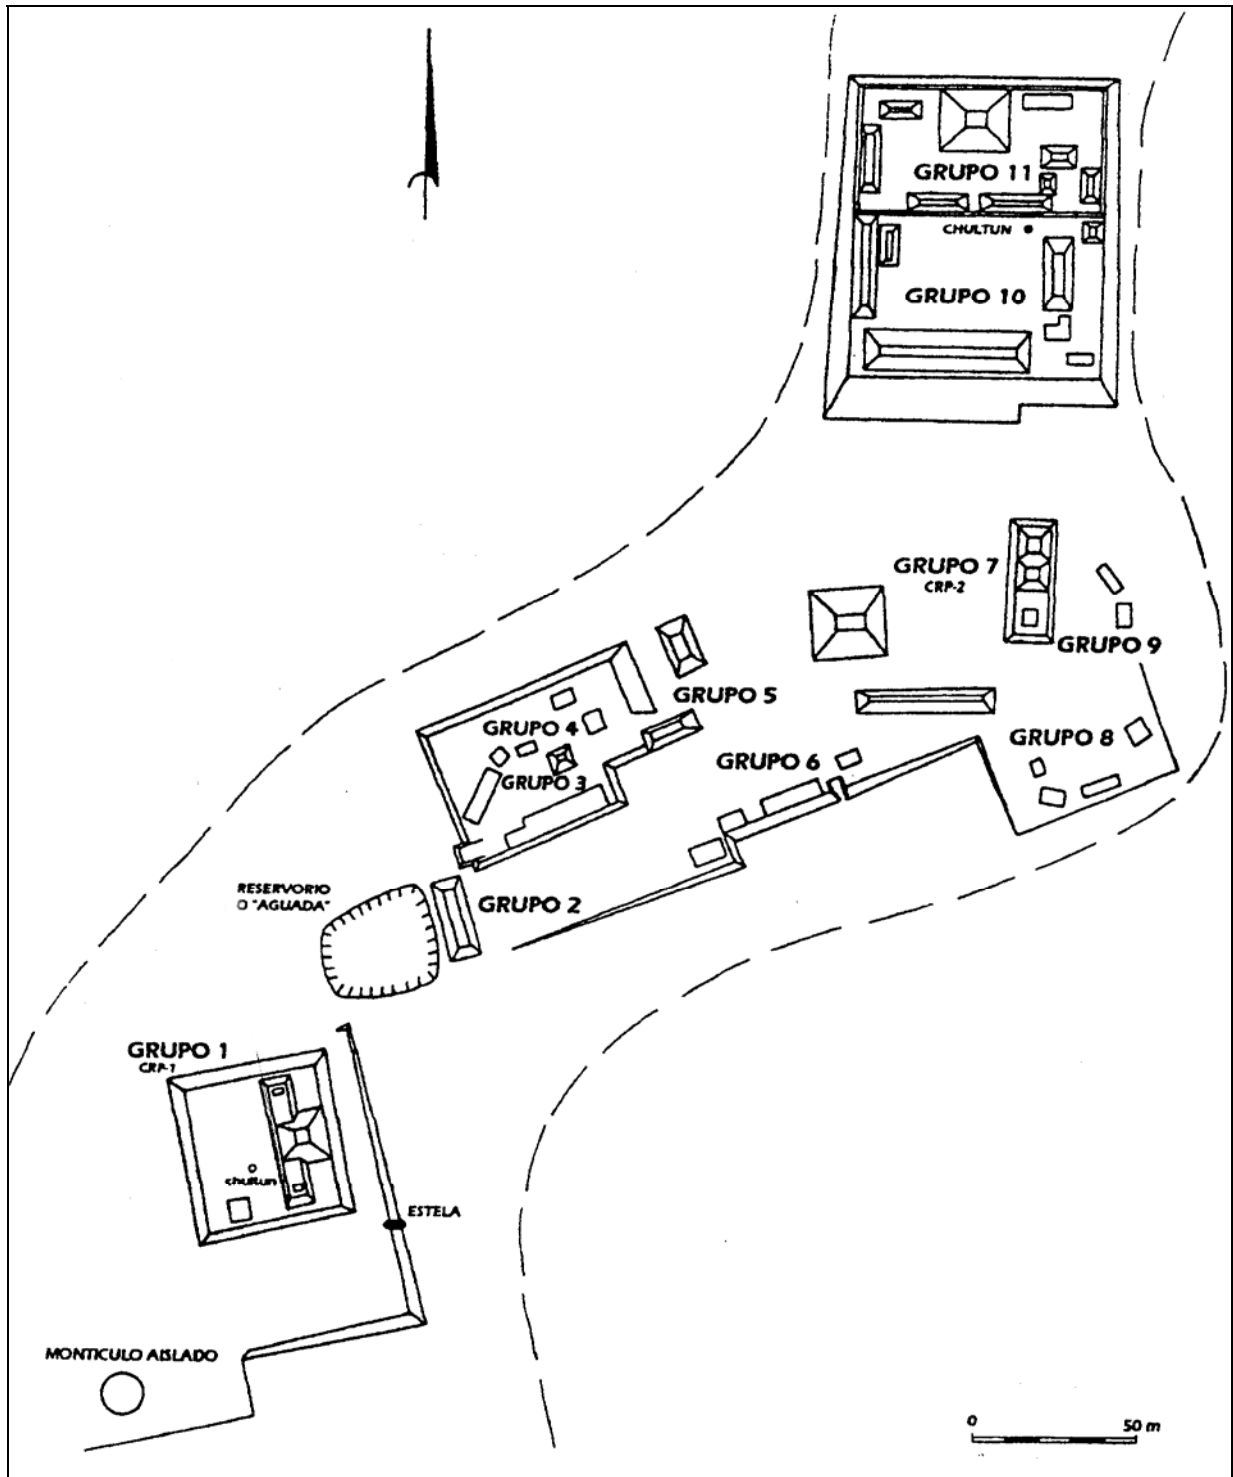 GRUPO 11
CHULTUN
GRUPO 10
GRUPO 7
CRP-2
GRUPO 9
GRUPO 5
GRUPO 4
GRUPO 8
GRUPO 6
GRUPO 3
RESERVORIO
O "AGUADA"
GRUPO 2
GRUPO 1
CRP-1
chultun
ESTELA
MONTICULO AISLADO
0 50 m